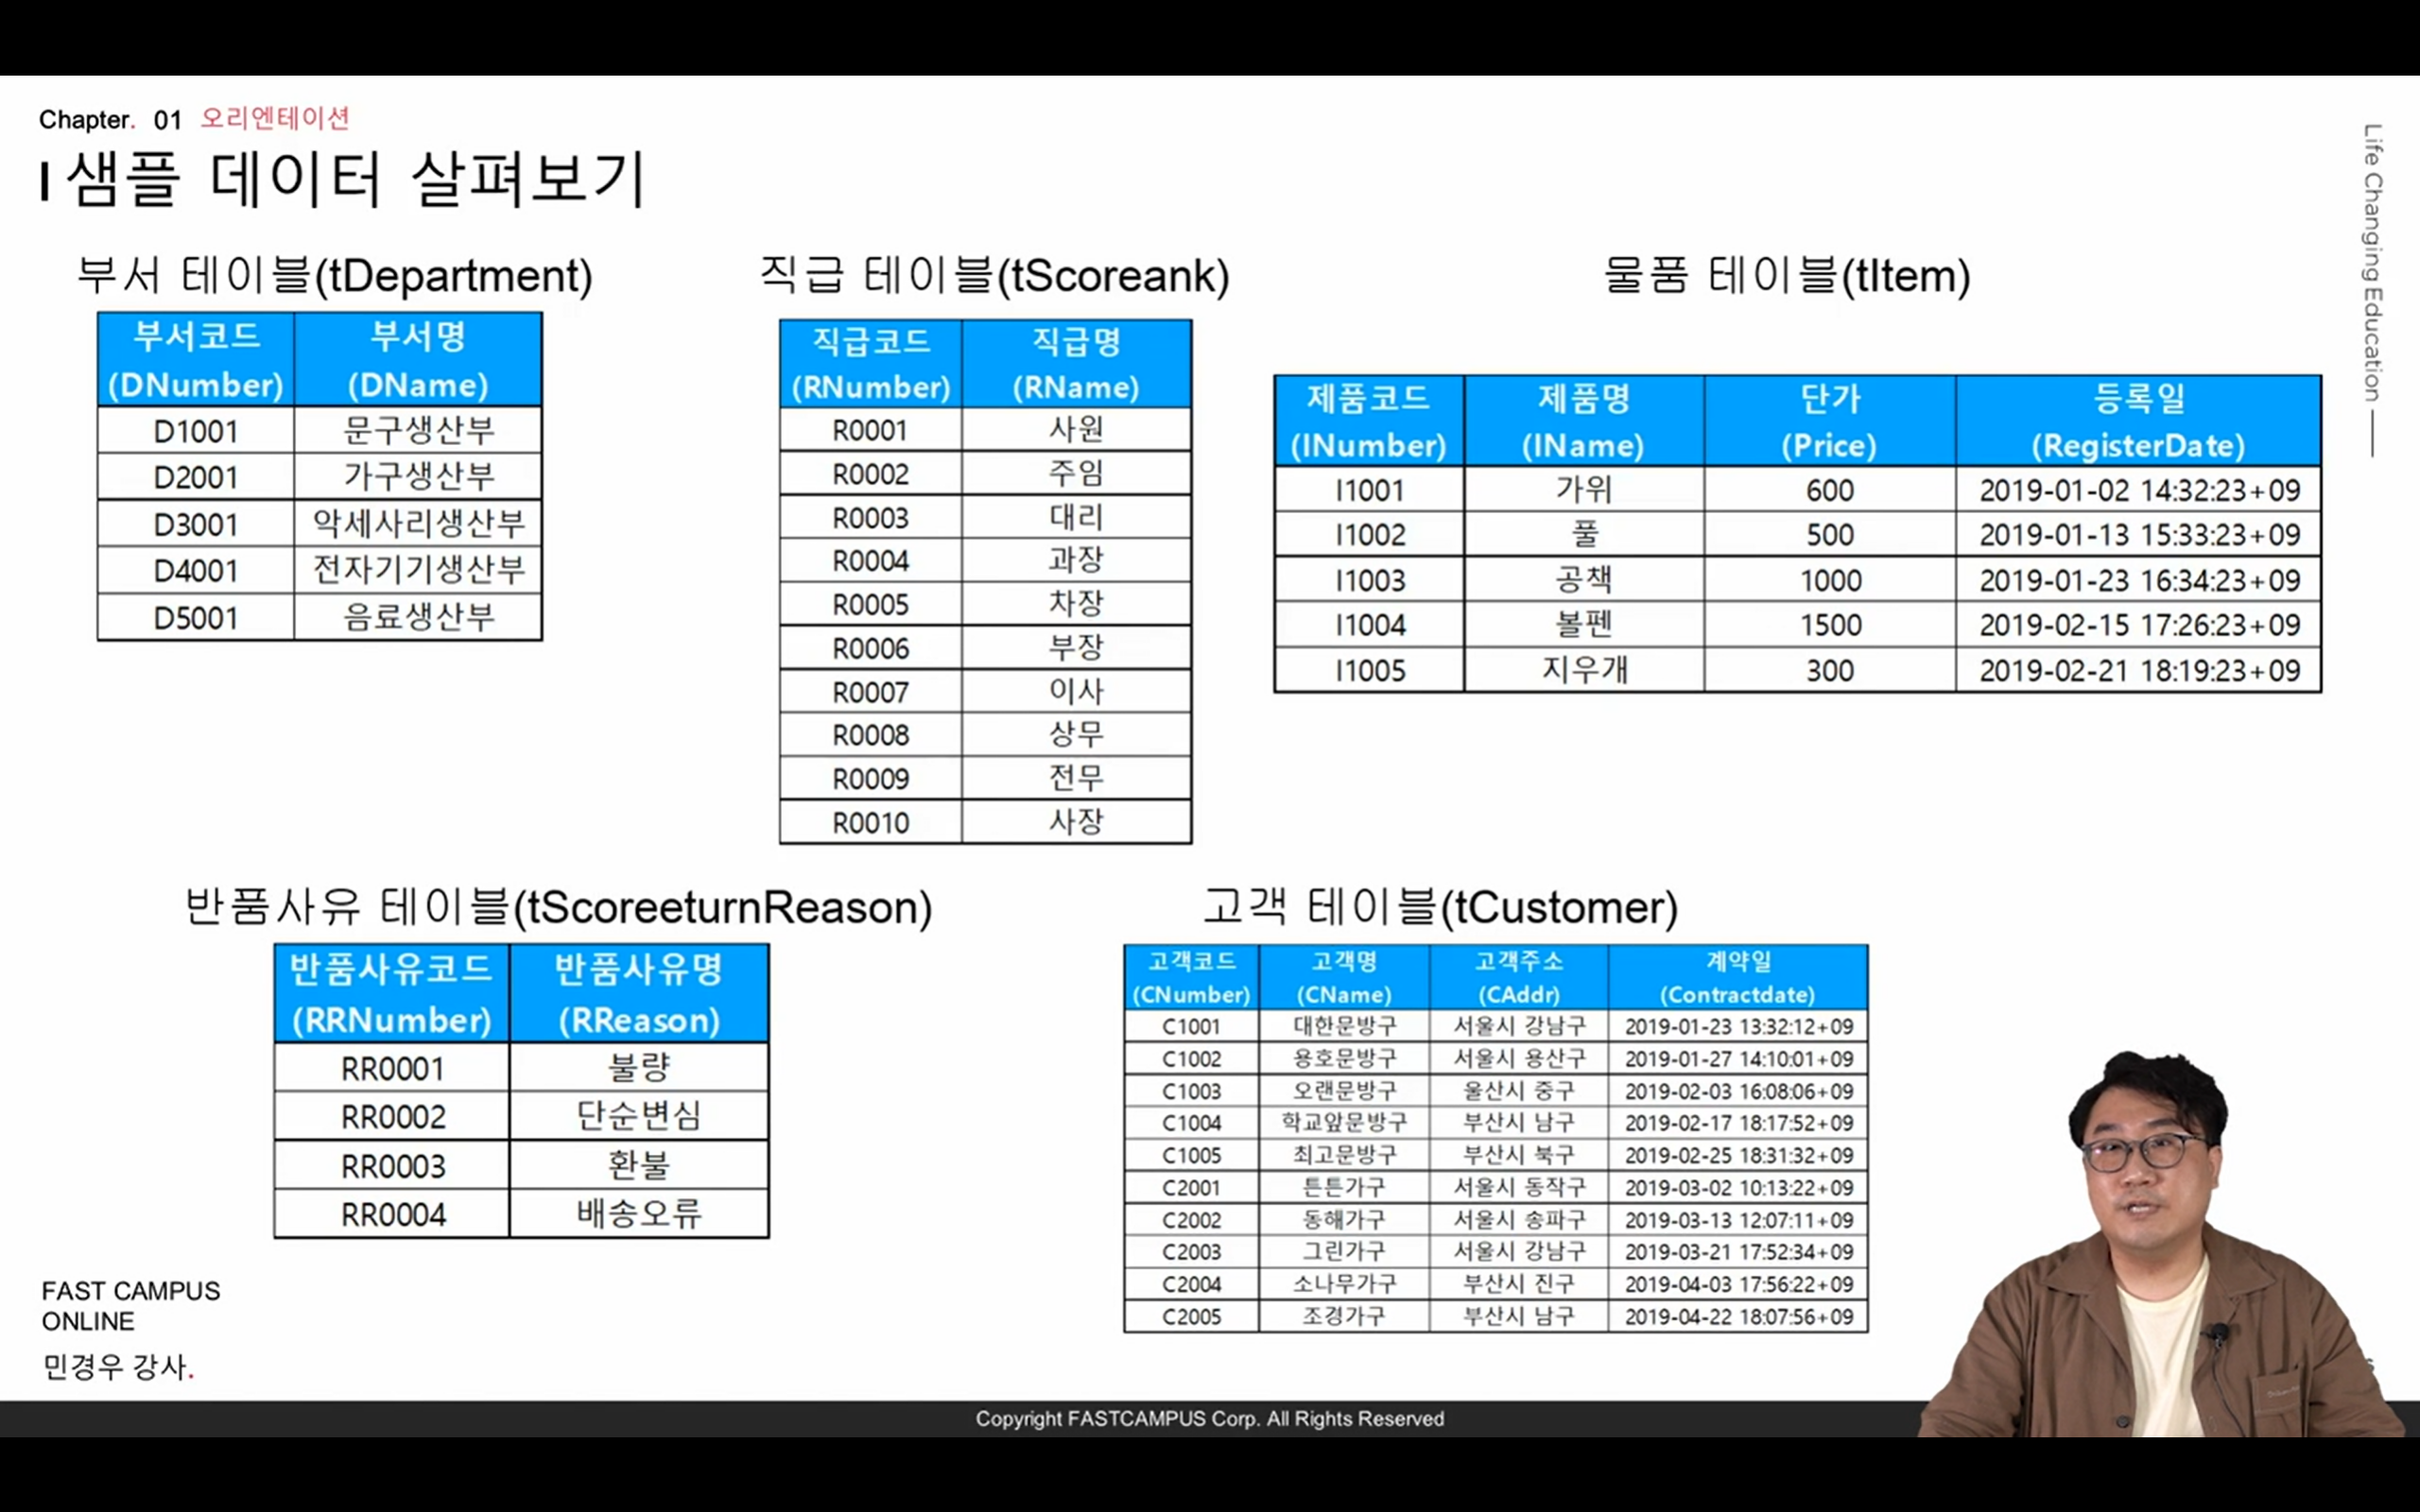 Chapter. 01 오리엔테이션
샘플 데이터 살펴보기
Life Changing Education
부서 테이블(tDepartment)
부서코드 부서명
(DNumber) (DName)
D1001 문구생산부
D2001 가구생산부
D3001 악세사리생산부
D4001 전자기기생산부
D5001 음료생산부
직급 테이블(tScoreank)
직급코드 직급명
(RNumber) (RName)
R0001 사원
R0002 주임
R0003 대리
R0004 과장
R0005 차장
R0006 부장
R0007 이사
R0008 상무
R0009 전무
R0010 사장
물품 테이블(tItem)
제품코드 제품명 단가 등록일
(INumber) (IName) (Price) (RegisterDate)
I1001 가위 600 2019-01-02 14:32:23+09
I1002 풀 500 2019-01-13 15:33:23+09
I1003 공책 1000 2019-01-23 16:34:23+09
I1004 볼펜 1500 2019-02-15 17:26:23+09
I1005 지우개 300 2019-02-21 18:19:23+09
반품사유 테이블(tScoreeturnReason)
반품사유코드 반품사유명
(RRNumber) (RReason)
RR0001 불량
RR0002 단순변심
RR0003 환불
RR0004 배송오류
고객 테이블(tCustomer)
고객코드 고객명 고객주소 계약일
(CNumber) (CName) (CAddr) (Contractdate)
C1001 대한문방구 서울시 강남구 2019-01-23 13:32:12+09
C1002 용호문방구 서울시 용산구 2019-01-27 14:10:01+09
C1003 오랜문방구 울산시 중구 2019-02-03 16:08:06+09
C1004 학교앞문방구 부산시 남구 2019-02-17 18:17:52+09
C1005 최고문방구 부산시 북구 2019-02-25 18:31:32+09
C2001 튼튼가구 서울시 동작구 2019-03-02 10:13:22+09
C2002 동해가구 서울시 송파구 2019-03-13 12:07:11+09
C2003 그린가구 서울시 강남구 2019-03-21 17:52:34+09
C2004 소나무가구 부산시 진구 2019-04-03 17:56:22+09
C2005 조경가구 부산시 남구 2019-04-22 18:07:56+09
FAST CAMPUS
ONLINE
민경우 강사.
Copyright FASTCAMPUS Corp. All Rights Reserved